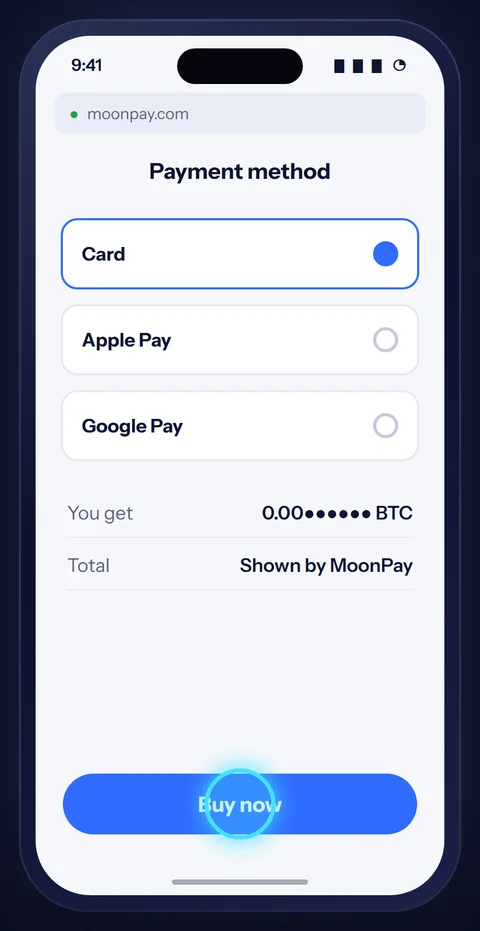 9:41
moonpay.com
Payment method
Card
Apple Pay
Google Pay
You get 0.00●●●●●● BTC
Total Shown by MoonPay
Buy now